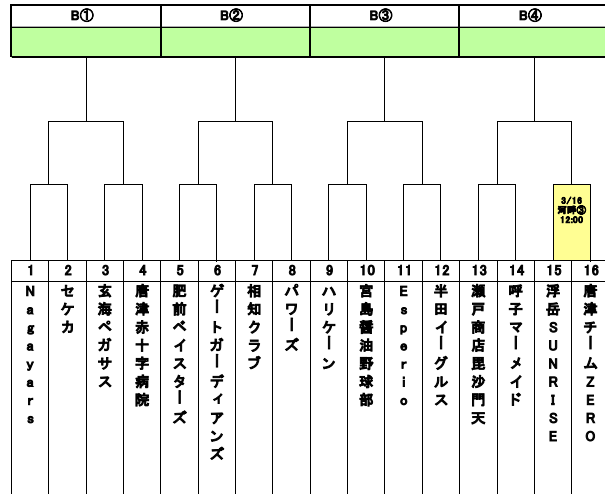 B①
B②
B③
B④
3/16
河畔③
12:00
1
2
3
4
5
6
7
8
9
10
11
12
13
14
15
16
Nagayars
セケカ
玄海ペガサス
唐津赤十字病院
肥前ベイスターズ
ゲートガーディアンズ
相知クラブ
パワーズ
ハリケーン
宮島醤油野球部
Esperio
半田イーグルス
瀬戸商店毘沙門天
呼子マーメイド
浮岳SUNRISE
唐津チームZERO